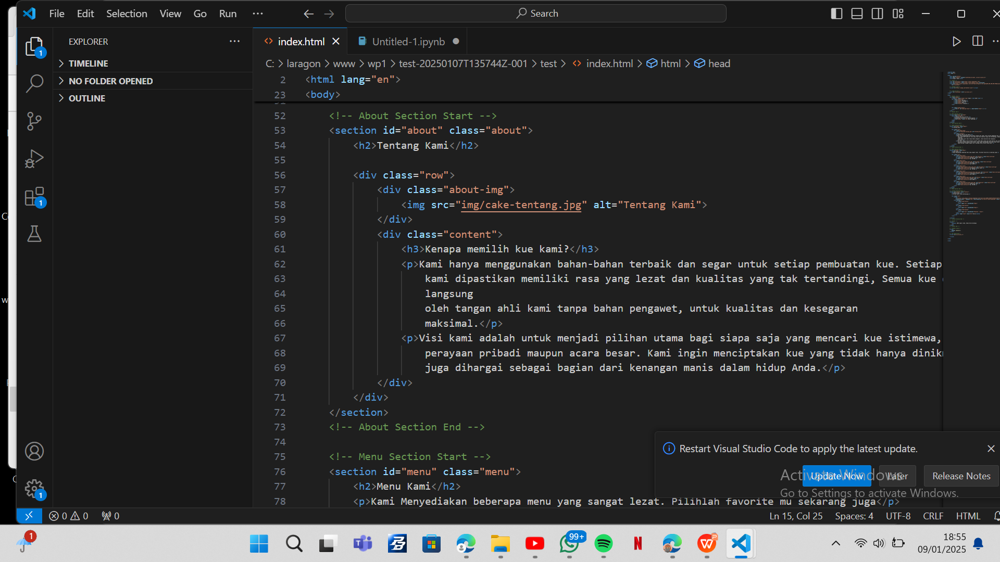 File Edit Selection View Go Run ···
Search
EXPLORER
TIMELINE
NO FOLDER OPENED
OUTLINE
index.html
Untitled-1.ipynb
C: > laragon > www > wp1 > test-20250107T135744Z-001 > test > index.html > html > head
2 <html lang="en">
23 <body>
52 <!-- About Section Start -->
53 <section id="about" class="about">
54 <h2>Tentang Kami</h2>
55
56 <div class="row">
57 <div class="about-img">
58 <img src="img/cake-tentang.jpg" alt="Tentang Kami">
59 </div>
60 <div class="content">
61 <h3>Kenapa memilih kue kami?</h3>
62 <p>Kami hanya menggunakan bahan-bahan terbaik dan segar untuk setiap pembuatan kue. Setiap
63 kami dipastikan memiliki rasa yang lezat dan kualitas yang tak tertandingi, Semua kue
64 langsung
65 oleh tangan ahli kami tanpa bahan pengawet, untuk kualitas dan kesegaran
66 maksimal.</p>
67 <p>Visi kami adalah untuk menjadi pilihan utama bagi siapa saja yang mencari kue istimewa,
68 perayaan pribadi maupun acara besar. Kami ingin menciptakan kue yang tidak hanya
69 juga dihargai sebagai bagian dari kenangan manis dalam hidup Anda.</p>
70 </div>
71 </div>
72 </section>
73 <!-- About Section End -->
74
75 <!-- Menu Section Start -->
76 <section id="menu" class="menu">
77 <h2>Menu Kami</h2>
78 <p>Kami Menyediakan beberapa menu yang sangat lezat. Pilihlah favorite mu sekarang juga</p>
Restart Visual Studio Code to apply the latest update.
Update Now Later Release Notes
Activate Windows
Go to Settings to activate Windows.
1
1
1
0 0 0
Ln 15, Col 25 Spaces: 4 UTF-8 CRLF HTML
1
99+
18:55
09/01/2025